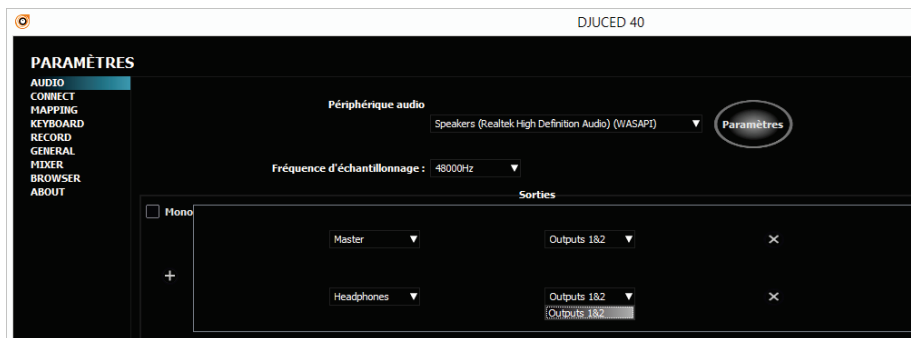 DJUCED 40
PARAMÈTRES
AUDIO
CONNECT
MAPPING
KEYBOARD
RECORD
GENERAL
MIXER
BROWSER
ABOUT
Périphérique audio
Speakers (Realtek High Definition Audio) (WASAPI)
Paramètres
Fréquence d'échantillonnage :
48000Hz
Sorties
Mono
Master
Outputs 1&2
Headphones
Outputs 1&2
Outputs 1&2